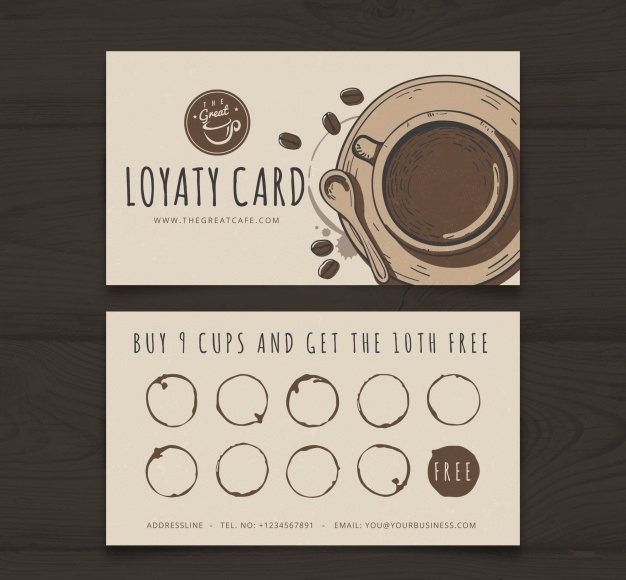 THE
Great
LOYATY CARD
WWW.THEGREATCAFE.COM
BUY 9 CUPS AND GET THE 10TH FREE
FREE
ADDRESSLINE - TEL. NO: +1234567891 - EMAIL: YOU@YOURBUSINESS.COM